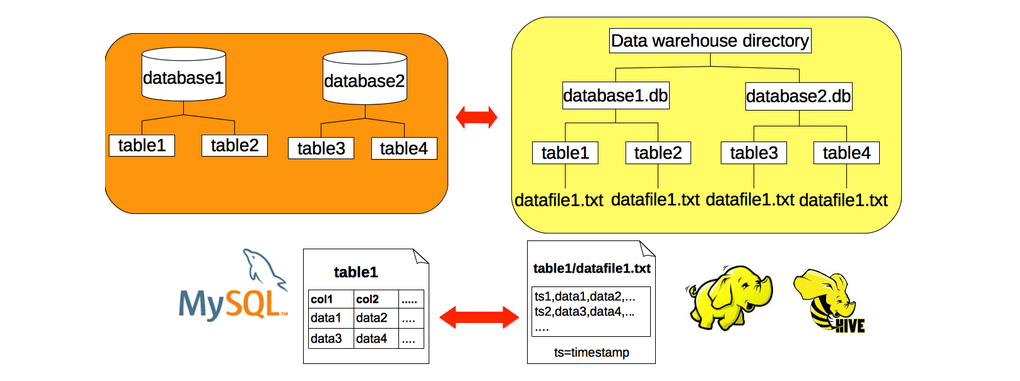 Data warehouse directory
database1
database2
database1.db
database2.db
table1
table2
table3
table4
table1
table2
table3
table4
datafile1.txt
datafile1.txt
datafile1.txt
datafile1.txt
MySQL™
table1
col1 col2 .....
data1 data2 ....
data3 data4 ....
table1/datafile1.txt
ts1,data1,data2,...
ts2,data3,data4,...
....
ts=timestamp
HIVE